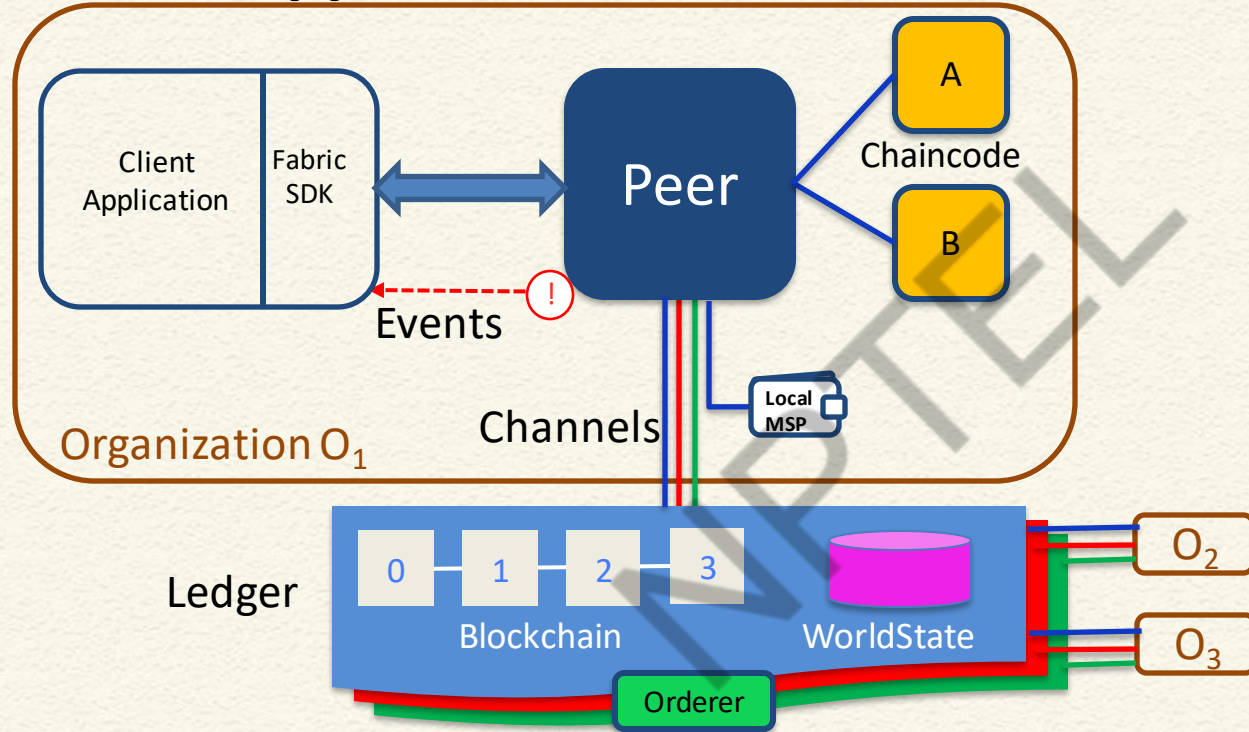 Client
Application
Fabric
SDK
Peer
A
Chaincode
B
!
Events
Channels
Local
MSP
Organization O₁
Ledger
0
1
2
3
Blockchain
WorldState
Orderer
O₂
O₃
NPTEL